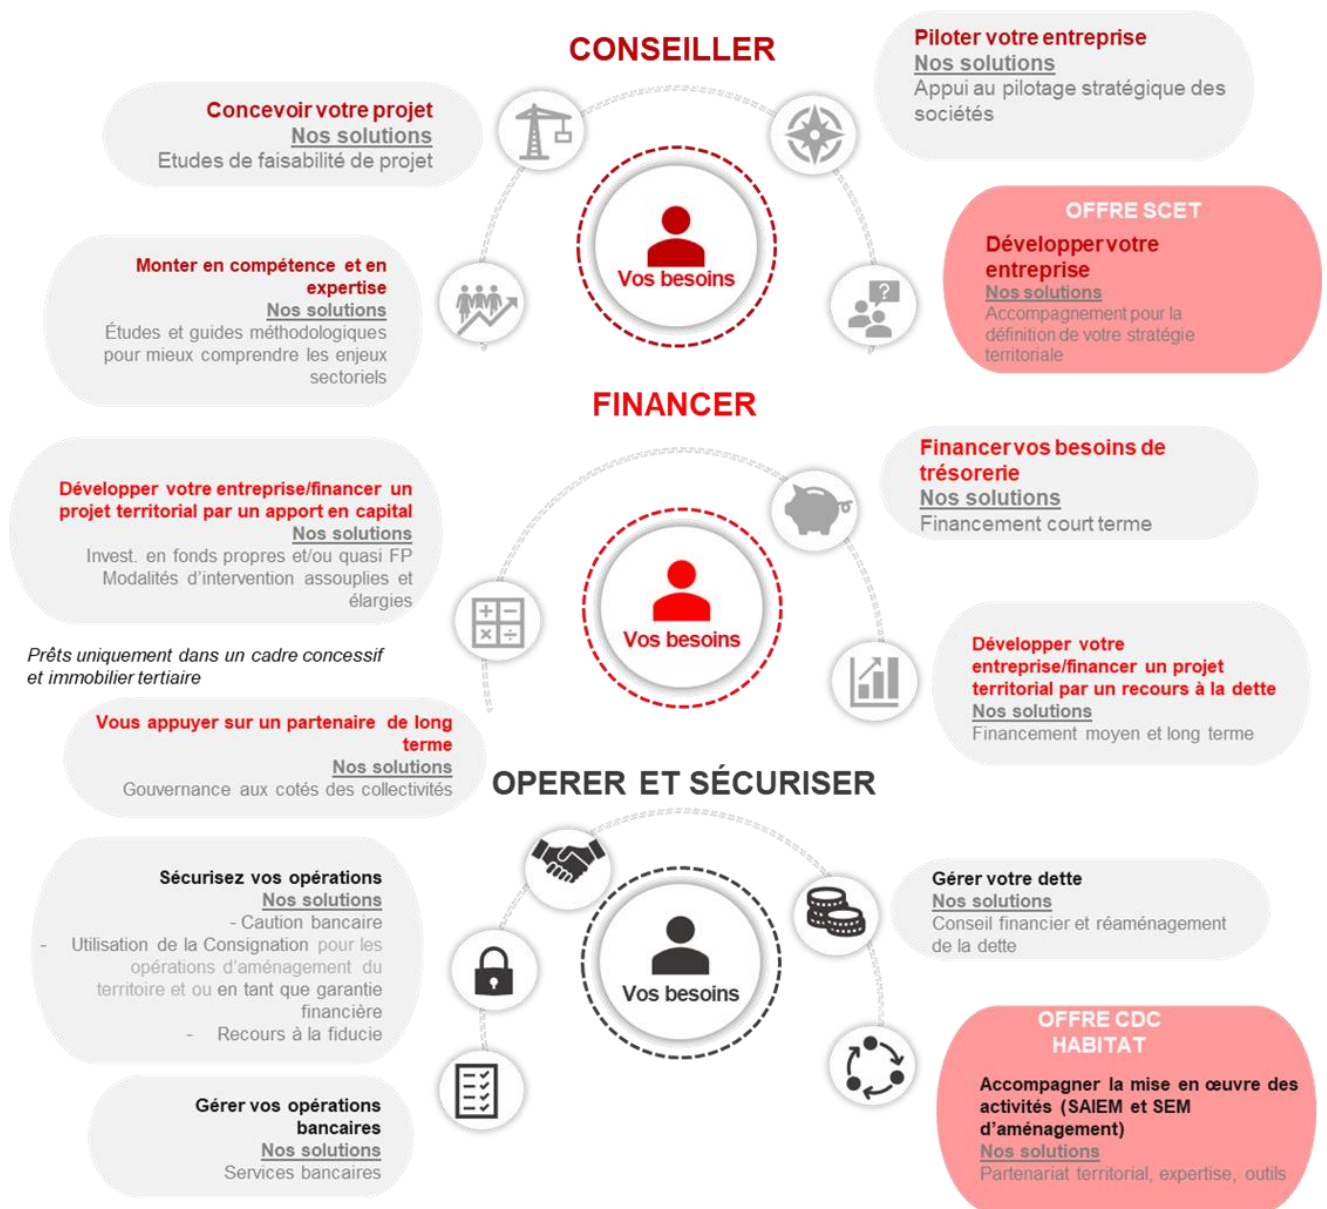 CONSEILLER
Concevoir votre projet
Nos solutions
Etudes de faisabilité de projet
Piloter votre entreprise
Nos solutions
Appui au pilotage stratégique des
sociétés
Monter en compétence et en
expertise
Nos solutions
Études et guides méthodologiques
pour mieux comprendre les enjeux
sectoriels
Vos besoins
OFFRE SCET
Développer votre
entreprise
Nos solutions
Accompagnement pour la
définition de votre stratégie
territoriale
FINANCER
Développer votre entreprise/financer un
projet territorial par un apport en capital
Nos solutions
Invest. en fonds propres et/ou quasi FP
Modalités d'intervention assouplies et
élargies
Prêts uniquement dans un cadre concessif
et immobilier tertiaire
Vous appuyer sur un partenaire de long
terme
Nos solutions
Gouvernance aux cotés des collectivités
Vos besoins
Financer vos besoins de
trésorerie
Nos solutions
Financement court terme
Développer votre
entreprise/financer un projet
territorial par un recours à la dette
Nos solutions
Financement moyen et long terme
OPERER ET SÉCURISER
Sécurisez vos opérations
Nos solutions
- Caution bancaire
- Utilisation de la Consignation pour les
opérations d'aménagement du
territoire et ou en tant que garantie
financière
- Recours à la fiducie
Gérer vos opérations
bancaires
Nos solutions
Services bancaires
Vos besoins
Gérer votre dette
Nos solutions
Conseil financier et réaménagement
de la dette
OFFRE CDC
HABITAT
Accompagner la mise en œuvre des
activités (SAIEM et SEM
d'aménagement)
Nos solutions
Partenariat territorial, expertise, outils